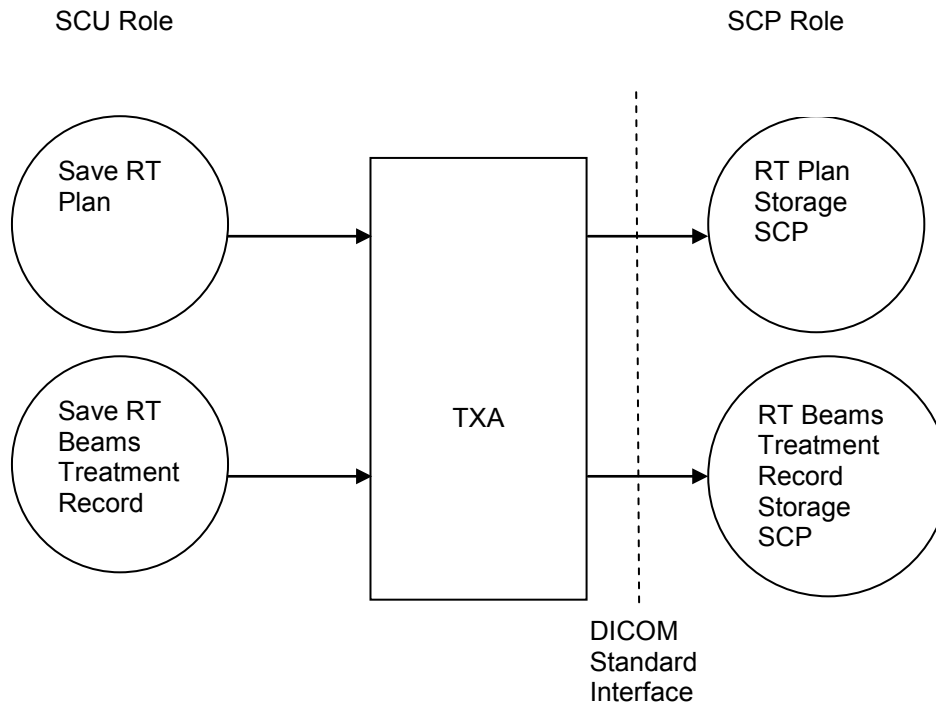 SCU Role
SCP Role
Save RT
Plan
RT Plan
Storage
SCP
Save RT
Beams
Treatment
Record
TXA
RT Beams
Treatment
Record
Storage
SCP
DICOM
Standard
Interface